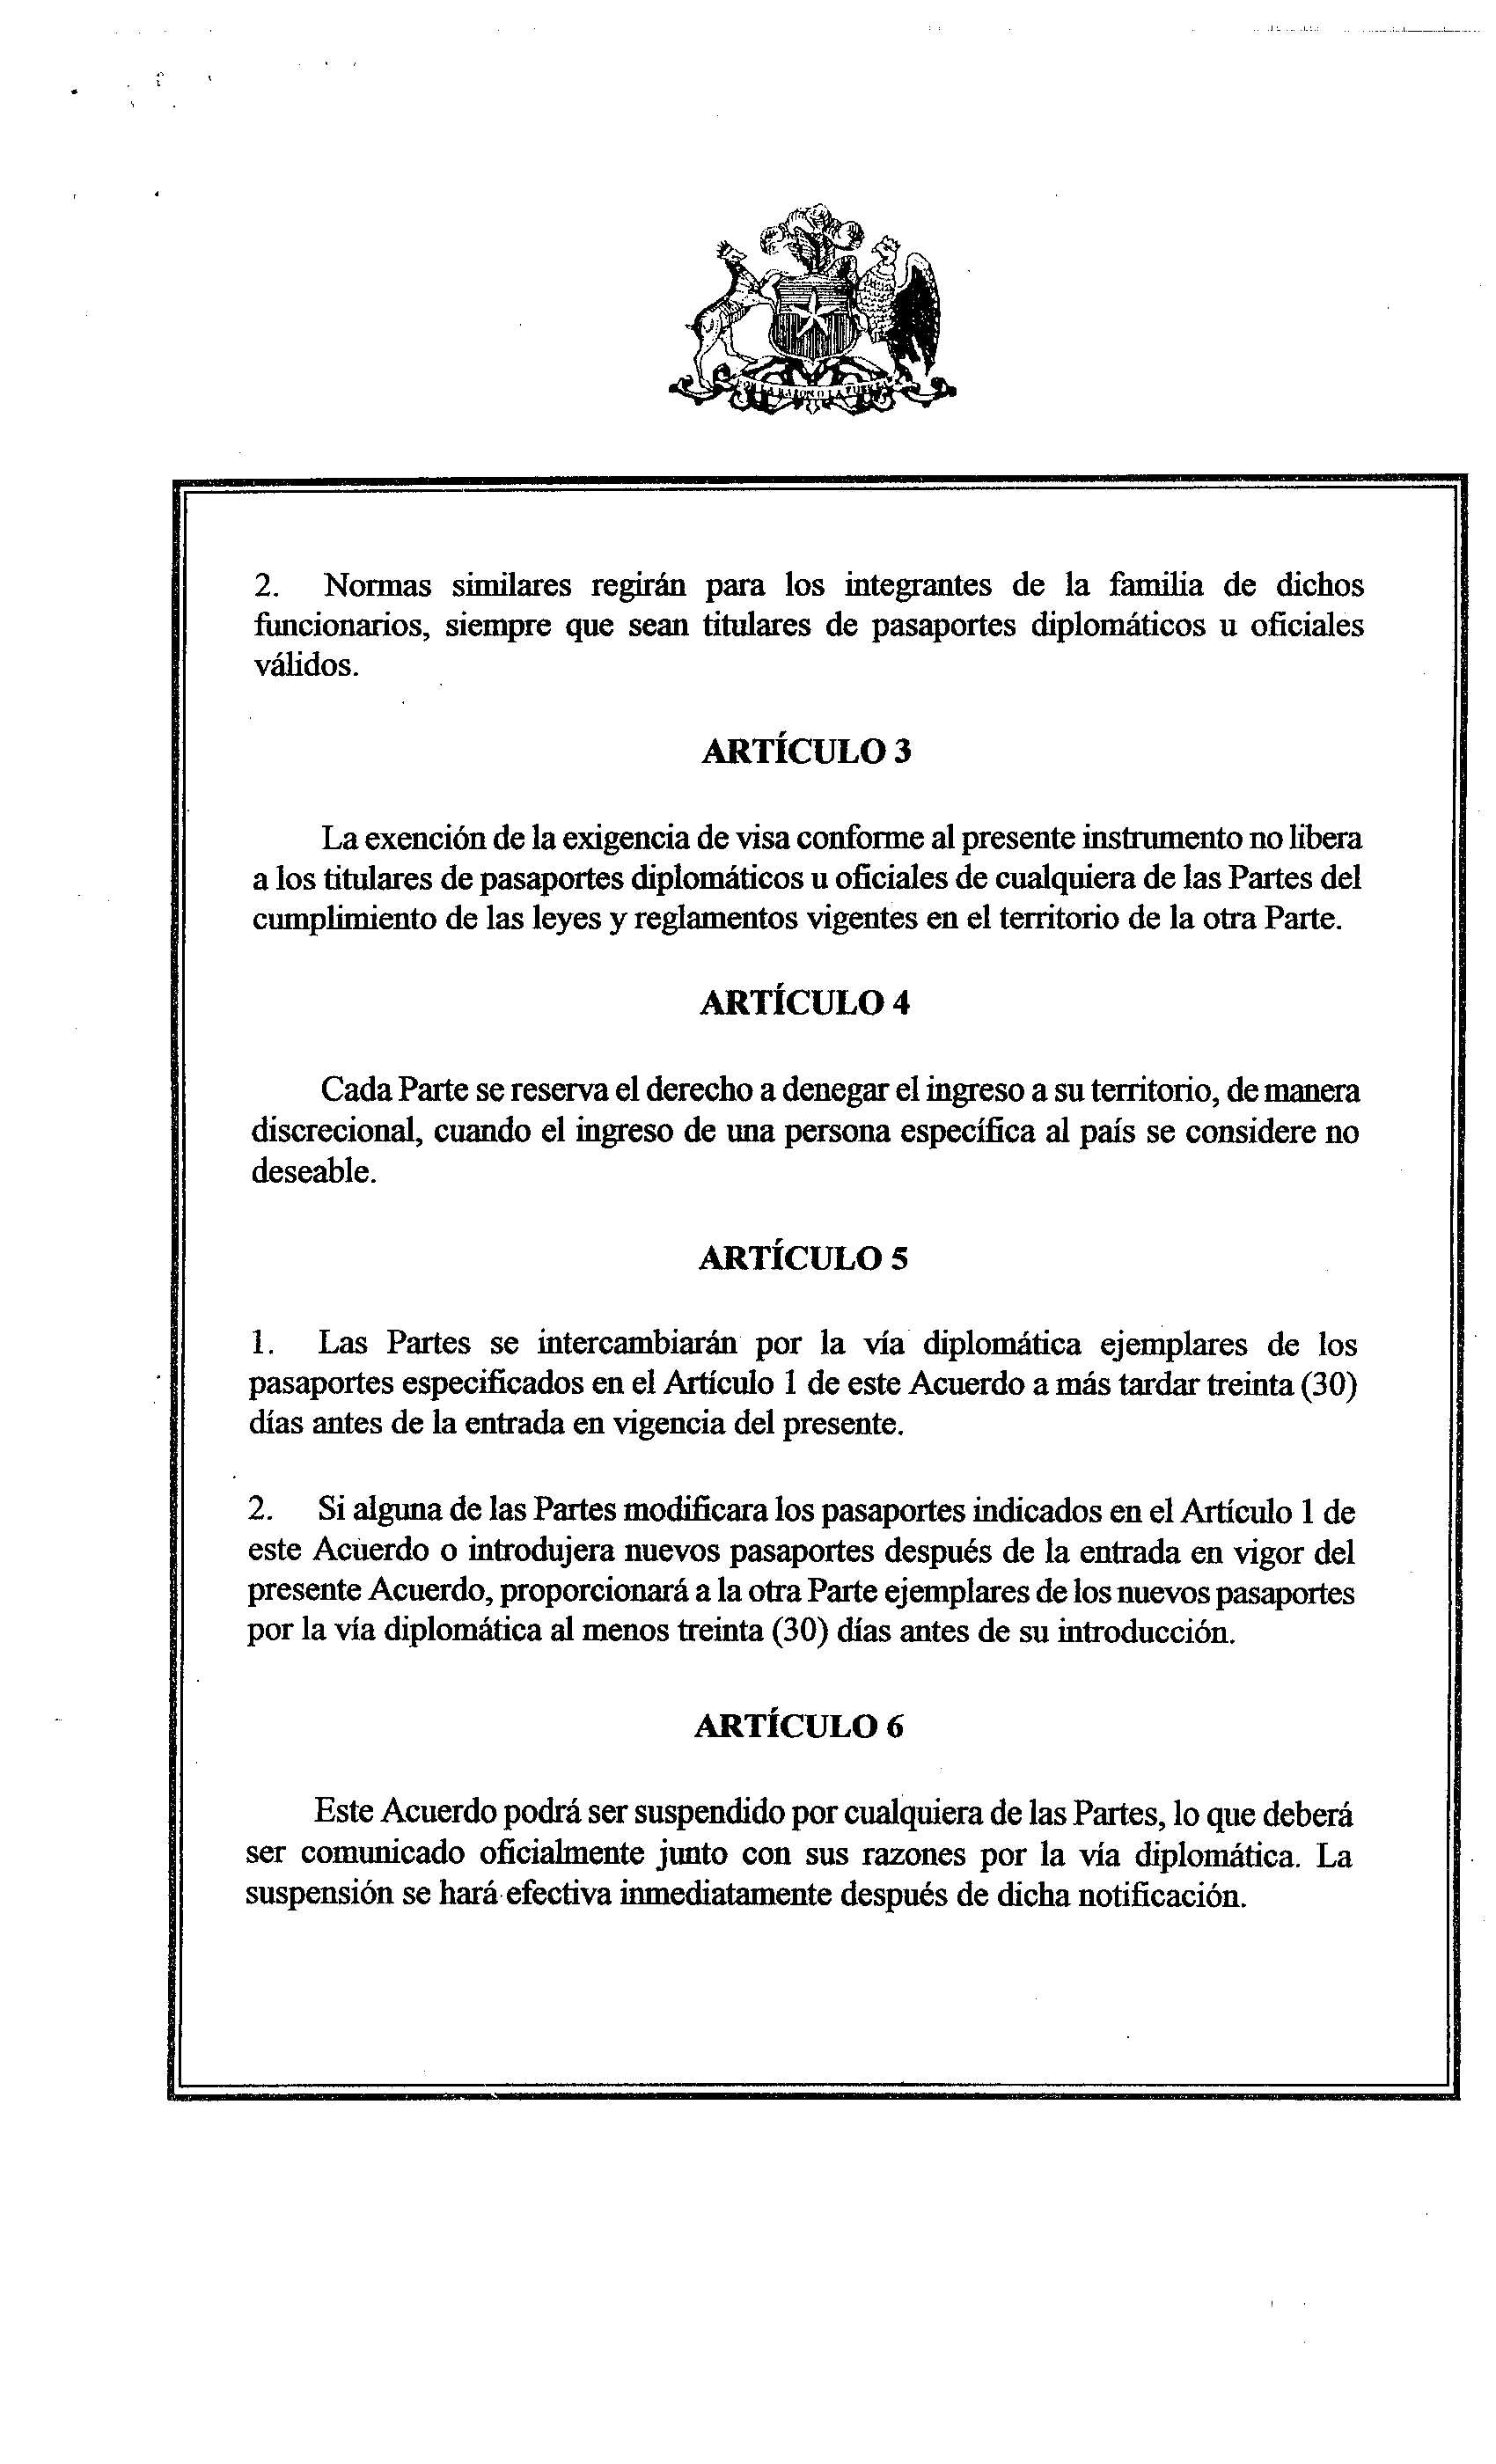 POR LA RAZON O LA FUERZA
2. Normas similares regirán para los integrantes de la familia de dichos
funcionarios, siempre que sean titulares de pasaportes diplomáticos u oficiales
válidos.
ARTÍCULO 3
La exención de la exigencia de visa conforme al presente instrumento no libera
a los titulares de pasaportes diplomáticos u oficiales de cualquiera de las Partes del
cumplimiento de las leyes y reglamentos vigentes en el territorio de la otra Parte.
ARTÍCULO 4
Cada Parte se reserva el derecho a denegar el ingreso a su territorio, de manera
discrecional, cuando el ingreso de una persona específica al país se considere no
deseable.
ARTÍCULO 5
1. Las Partes se intercambiarán por la vía diplomática ejemplares de los
pasaportes especificados en el Artículo 1 de este Acuerdo a más tardar treinta (30)
días antes de la entrada en vigencia del presente.
2. Si alguna de las Partes modificara los pasaportes indicados en el Artículo 1 de
este Acuerdo o introdujera nuevos pasaportes después de la entrada en vigor del
presente Acuerdo, proporcionará a la otra Parte ejemplares de los nuevos pasaportes
por la vía diplomática al menos treinta (30) días antes de su introducción.
ARTÍCULO 6
Este Acuerdo podrá ser suspendido por cualquiera de las Partes, lo que deberá
ser comunicado oficialmente junto con sus razones por la vía diplomática. La
suspensión se hará efectiva inmediatamente después de dicha notificación.